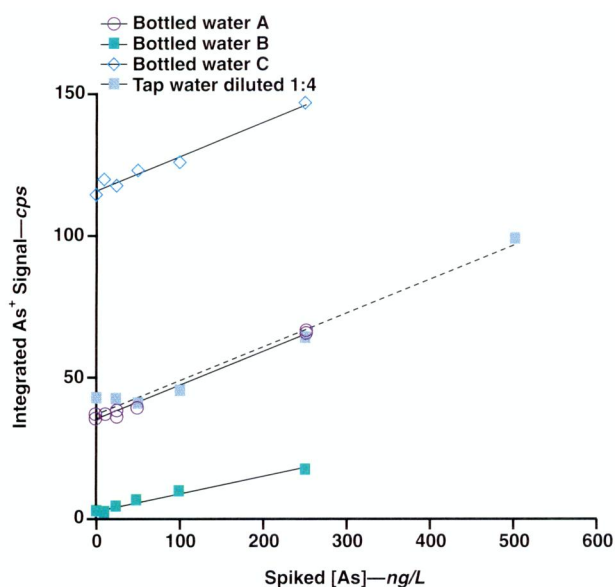 Bottled water A
Bottled water B
Bottled water C
Tap water diluted 1:4
150
100
50
0
Integrated As⁺ Signal—cps
0 100 200 300 400 500 600
Spiked [As]—ng/L